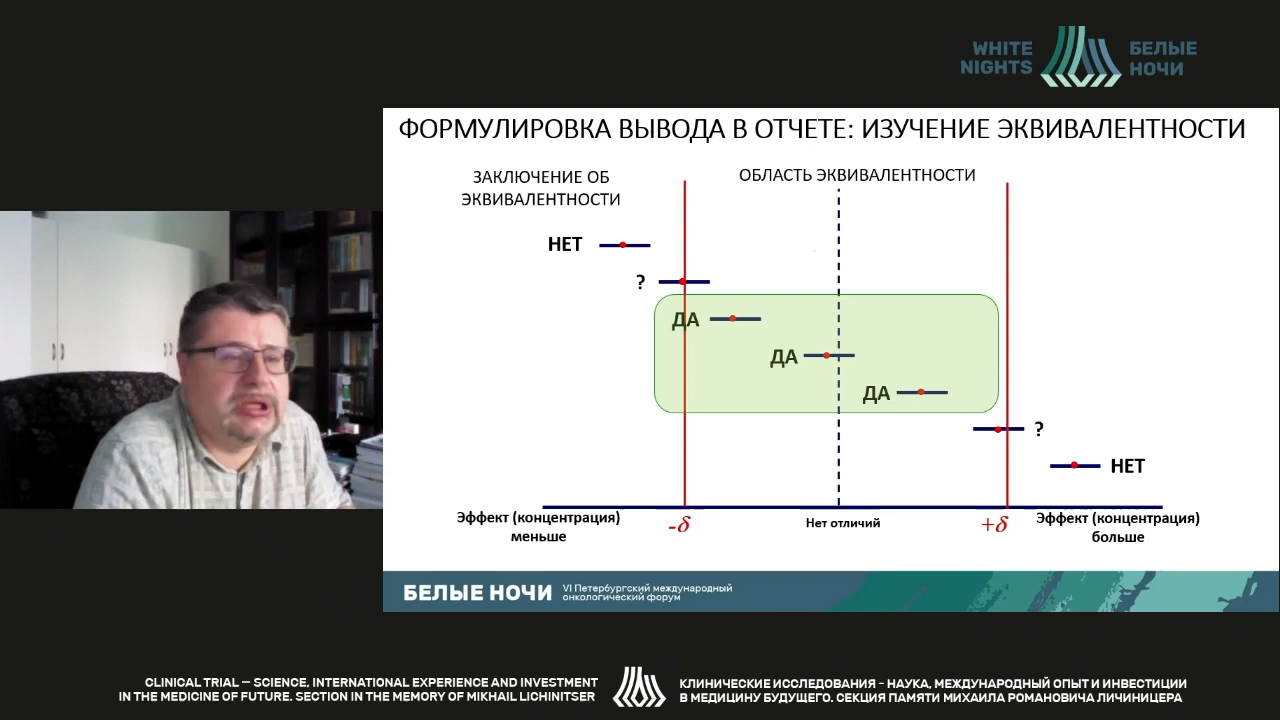 WHITE
NIGHTS
БЕЛЫЕ
НОЧИ
ФОРМУЛИРОВКА ВЫВОДА В ОТЧЕТЕ: ИЗУЧЕНИЕ ЭКВИВАЛЕНТНОСТИ
ЗАКЛЮЧЕНИЕ ОБ
ЭКВИВАЛЕНТНОСТИ
ОБЛАСТЬ ЭКВИВАЛЕНТНОСТИ
НЕТ
?
ДА
ДА
ДА
?
НЕТ
Эффект (концентрация)
меньше
-δ
Нет отличий
+δ
Эффект (концентрация)
больше
БЕЛЫЕ НОЧИ
VI Петербургский международный
онкологический форум
CLINICAL TRIAL – SCIENCE, INTERNATIONAL EXPERIENCE AND INVESTMENT
IN THE MEDICINE OF FUTURE. SECTION IN THE MEMORY OF MIKHAIL LICHINITSER
КЛИНИЧЕСКИЕ ИССЛЕДОВАНИЯ – НАУКА, МЕЖДУНАРОДНЫЙ ОПЫТ И ИНВЕСТИЦИИ
В МЕДИЦИНУ БУДУЩЕГО. СЕКЦИЯ ПАМЯТИ МИХАИЛА РОМАНОВИЧА ЛИЧИНИЦЕРА